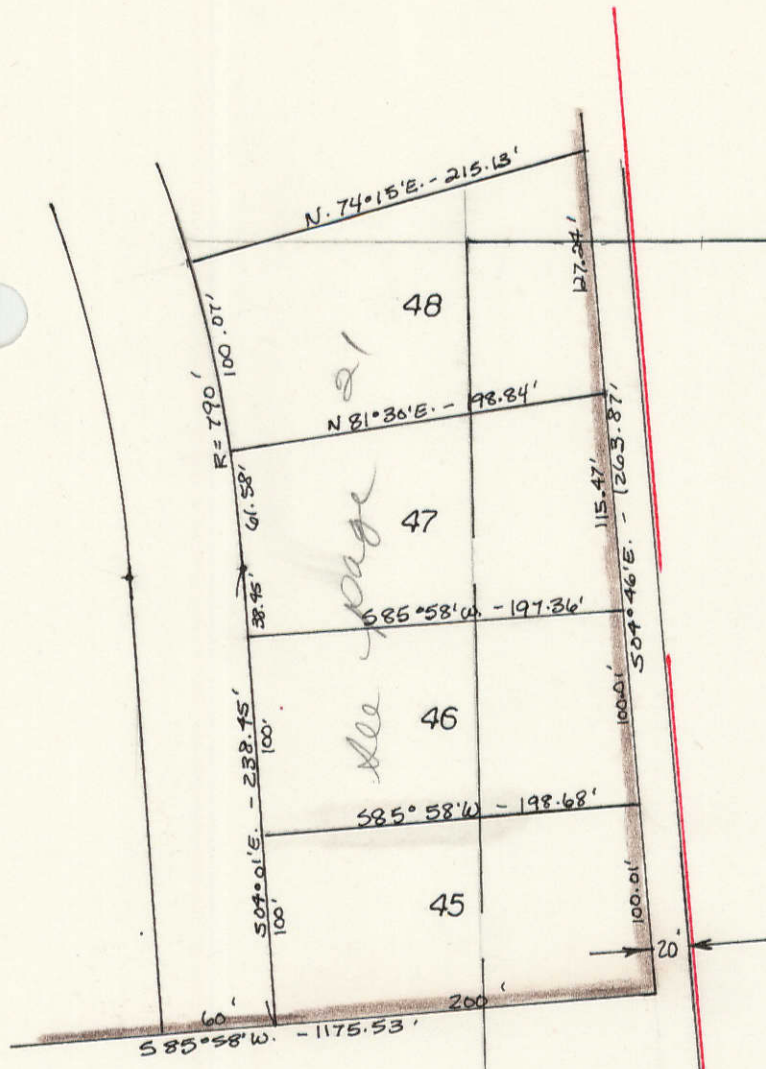 N. 74°15'E. - 215.13'
127.24'
48
100.07'
R = 790'
N 81°30'E. - 198.84'
61.58'
47
115.47'
S04°46'E. - 1263.87'
38.45'
S85°58'W. - 197.36'
See page 21
46
100'
S04°01'E. - 238.45'
100.01'
S85°58'W - 198.68'
45
100'
100.01'
20'
60'
200'
S85°58'W. - 1175.53'